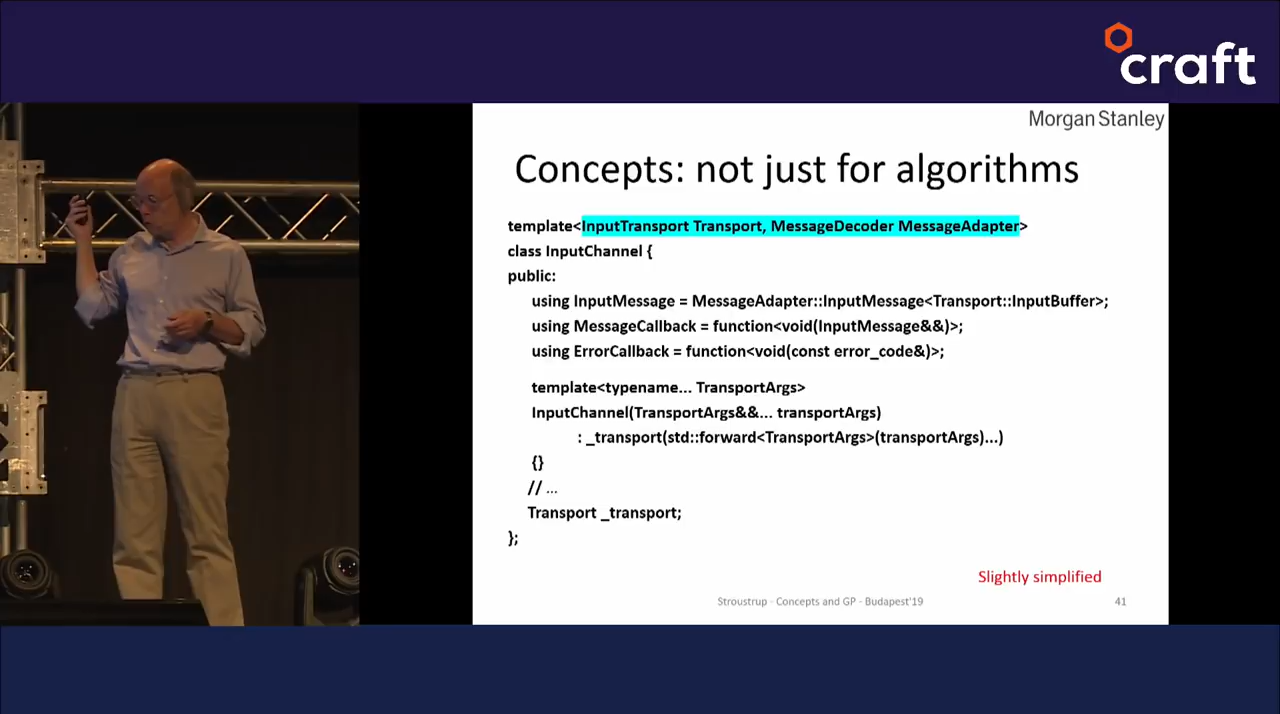 craft
Morgan Stanley
Concepts: not just for algorithms
template<InputTransport Transport, MessageDecoder MessageAdapter>
class InputChannel {
public:
using InputMessage = MessageAdapter::InputMessage<Transport::InputBuffer>;
using MessageCallback = function<void(InputMessage&&)>;
using ErrorCallback = function<void(const error_code&)>;
template<typename... TransportArgs>
InputChannel(TransportArgs&&... transportArgs)
: _transport(std::forward<TransportArgs>(transportArgs)...)
{}
// ...
Transport _transport;
};
Slightly simplified
Stroustrup - Concepts and GP - Budapest'19
41